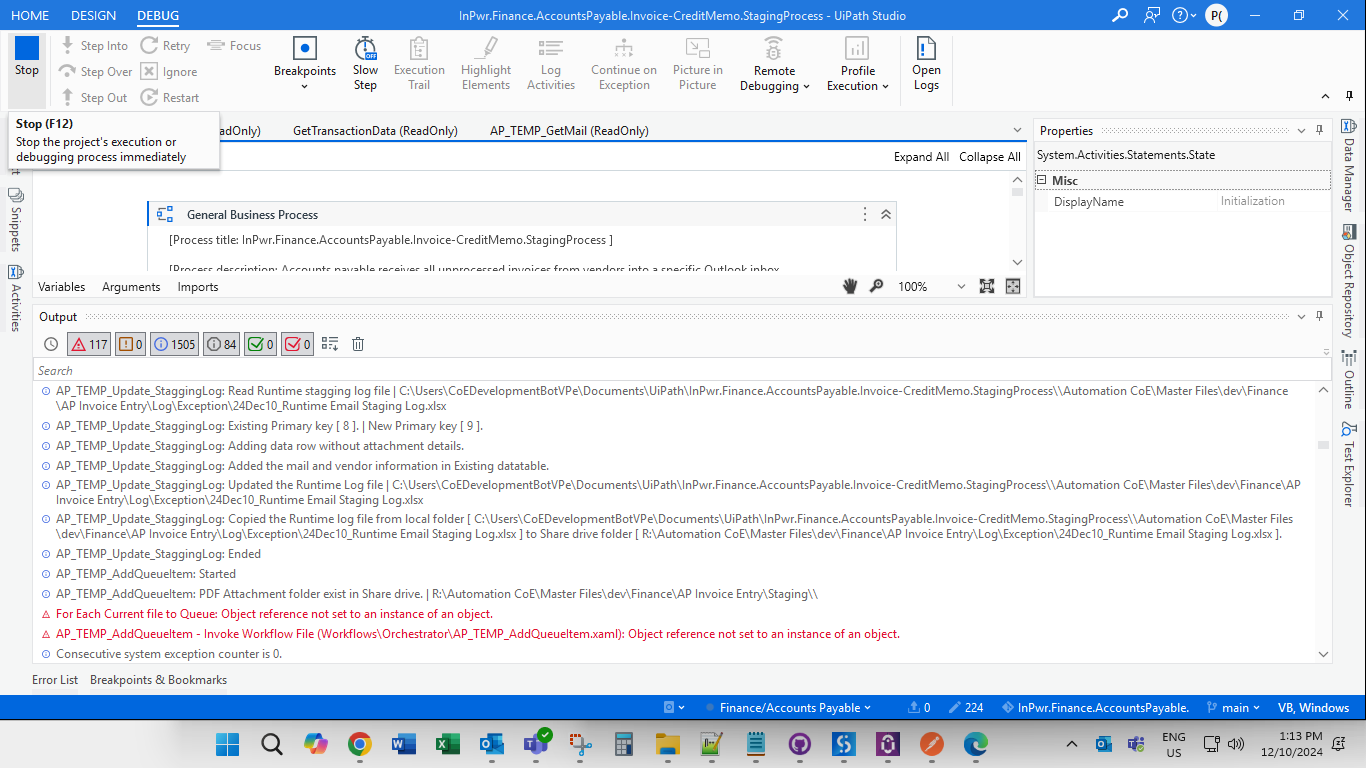 HOME DESIGN DEBUG
InPwr.Finance.AccountsPayable.Invoice-CreditMemo.StagingProcess - UiPath Studio
P(
Stop
Step Into Retry Focus
Step Over Ignore
Step Out Restart
Breakpoints
Slow
Step
Execution
Trail
Highlight
Elements
Log
Activities
Continue on
Exception
Picture in
Picture
Remote
Debugging
Profile
Execution
Open
Logs
OFF
Stop (F12)
Stop the project's execution or
debugging process immediately
adOnly) GetTransactionData (ReadOnly) AP_TEMP_GetMail (ReadOnly)
Expand All Collapse All
Snippets
Activities
General Business Process
[Process title: InPwr.Finance.AccountsPayable.Invoice-CreditMemo.StagingProcess ]
[Process description: Accounts payable receives all unprocessed invoices from vendors into a specific Outlook inbox
Variables Arguments Imports
100%
Properties
System.Activities.Statements.State
Misc
DisplayName Initialization
Data Manager
Object Repository
Outline
Test Explorer
Output
117 0 1505 84 0 0
Search
AP_TEMP_Update_StaggingLog: Read Runtime stagging log file | C:\Users\CoEDevelopmentBotVPe\Documents\UiPath\InPwr.Finance.AccountsPayable.Invoice-CreditMemo.StagingProcess\\Automation CoE\Master Files\dev\Finance
\AP Invoice Entry\Log\Exception\24Dec10_Runtime Email Staging Log.xlsx
AP_TEMP_Update_StaggingLog: Existing Primary key [ 8 ]. | New Primary key [ 9 ].
AP_TEMP_Update_StaggingLog: Adding data row without attachment details.
AP_TEMP_Update_StaggingLog: Added the mail and vendor information in Existing datatable.
AP_TEMP_Update_StaggingLog: Updated the Runtime Log file | C:\Users\CoEDevelopmentBotVPe\Documents\UiPath\InPwr.Finance.AccountsPayable.Invoice-CreditMemo.StagingProcess\\Automation CoE\Master Files\dev\Finance\AP
Invoice Entry\Log\Exception\24Dec10_Runtime Email Staging Log.xlsx
AP_TEMP_Update_StaggingLog: Copied the Runtime log file from local folder [ C:\Users\CoEDevelopmentBotVPe\Documents\UiPath\InPwr.Finance.AccountsPayable.Invoice-CreditMemo.StagingProcess\\Automation CoE\Master Files
\dev\Finance\AP Invoice Entry\Log\Exception\24Dec10_Runtime Email Staging Log.xlsx ] to Share drive folder [ R:\Automation CoE\Master Files\dev\Finance\AP Invoice Entry\Log\Exception\24Dec10_Runtime Email Staging Log.xlsx ].
AP_TEMP_Update_StaggingLog: Ended
AP_TEMP_AddQueueItem: Started
AP_TEMP_AddQueueItem: PDF Attachment folder exist in Share drive. | R:\Automation CoE\Master Files\dev\Finance\AP Invoice Entry\Staging\\
For Each Current file to Queue: Object reference not set to an instance of an object.
AP_TEMP_AddQueueItem - Invoke Workflow File (Workflows\Orchestrator\AP_TEMP_AddQueueItem.xaml): Object reference not set to an instance of an object.
Consecutive system exception counter is 0.
Error List Breakpoints & Bookmarks
Finance/Accounts Payable 0 224 InPwr.Finance.AccountsPayable. main VB, Windows
ENG
US
1:13 PM
12/10/2024